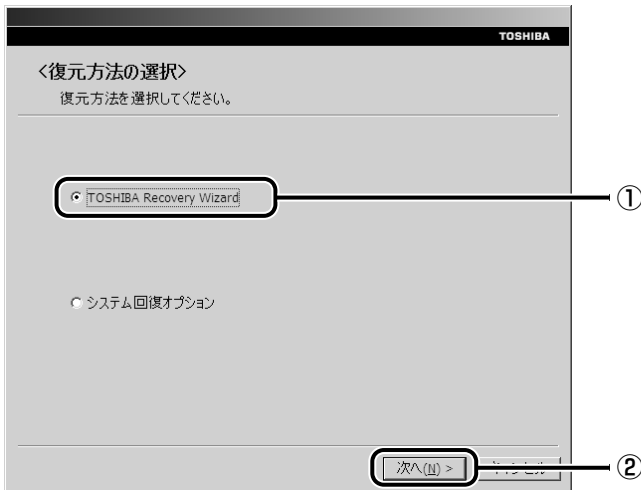 TOSHIBA
<復元方法の選択>
復元方法を選択してください。
TOSHIBA Recovery Wizard
①
システム回復オプション
次へ(N) >
②